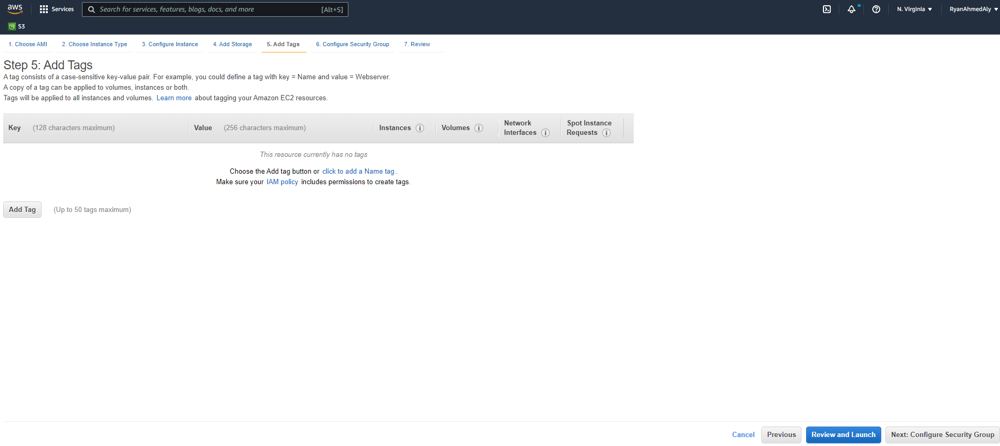 aws Services Search for services, features, blogs, docs, and more [Alt+S] N. Virginia RyanAhmedAly
S3
1. Choose AMI 2. Choose Instance Type 3. Configure Instance 4. Add Storage 5. Add Tags 6. Configure Security Group 7. Review
Step 5: Add Tags
A tag consists of a case-sensitive key-value pair. For example, you could define a tag with key = Name and value = Webserver.
A copy of a tag can be applied to volumes, instances or both.
Tags will be applied to all instances and volumes. Learn more about tagging your Amazon EC2 resources.
Key (128 characters maximum) Value (256 characters maximum) Instances Volumes Network Interfaces Spot Instance Requests
This resource currently has no tags
Choose the Add tag button or click to add a Name tag.
Make sure your IAM policy includes permissions to create tags.
Add Tag (Up to 50 tags maximum)
Cancel Previous Review and Launch Next: Configure Security Group